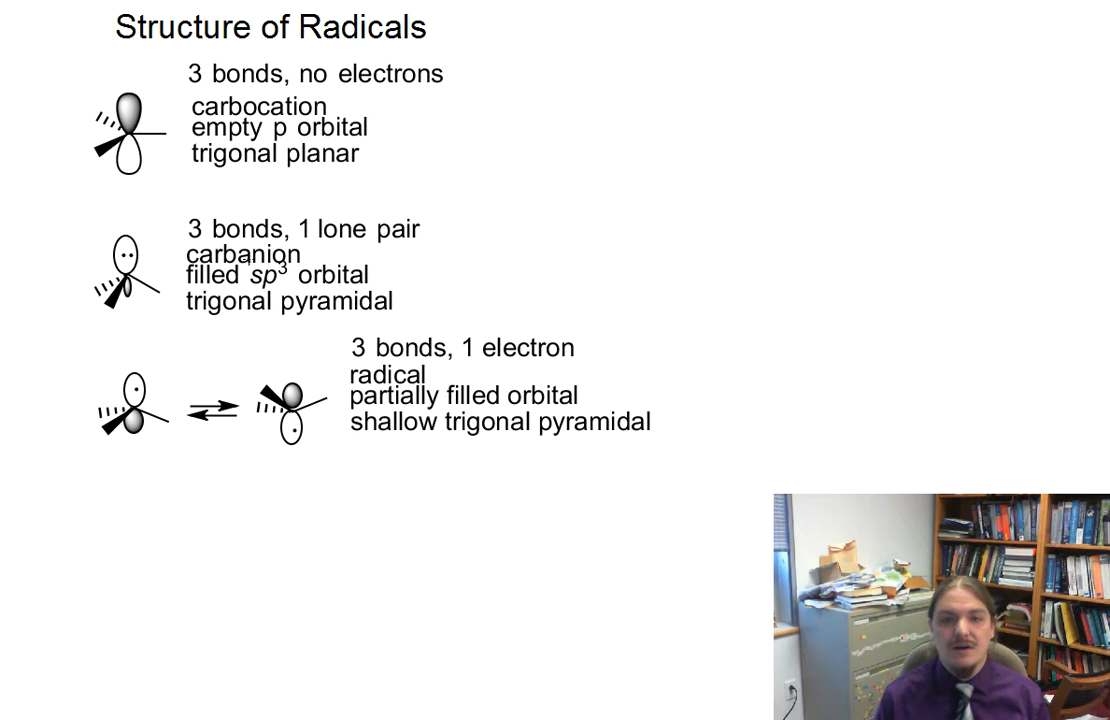 Structure of Radicals
3 bonds, no electrons
carbocation
empty p orbital
trigonal planar
3 bonds, 1 lone pair
carbanion
filled sp³ orbital
trigonal pyramidal
3 bonds, 1 electron
radical
partially filled orbital
shallow trigonal pyramidal